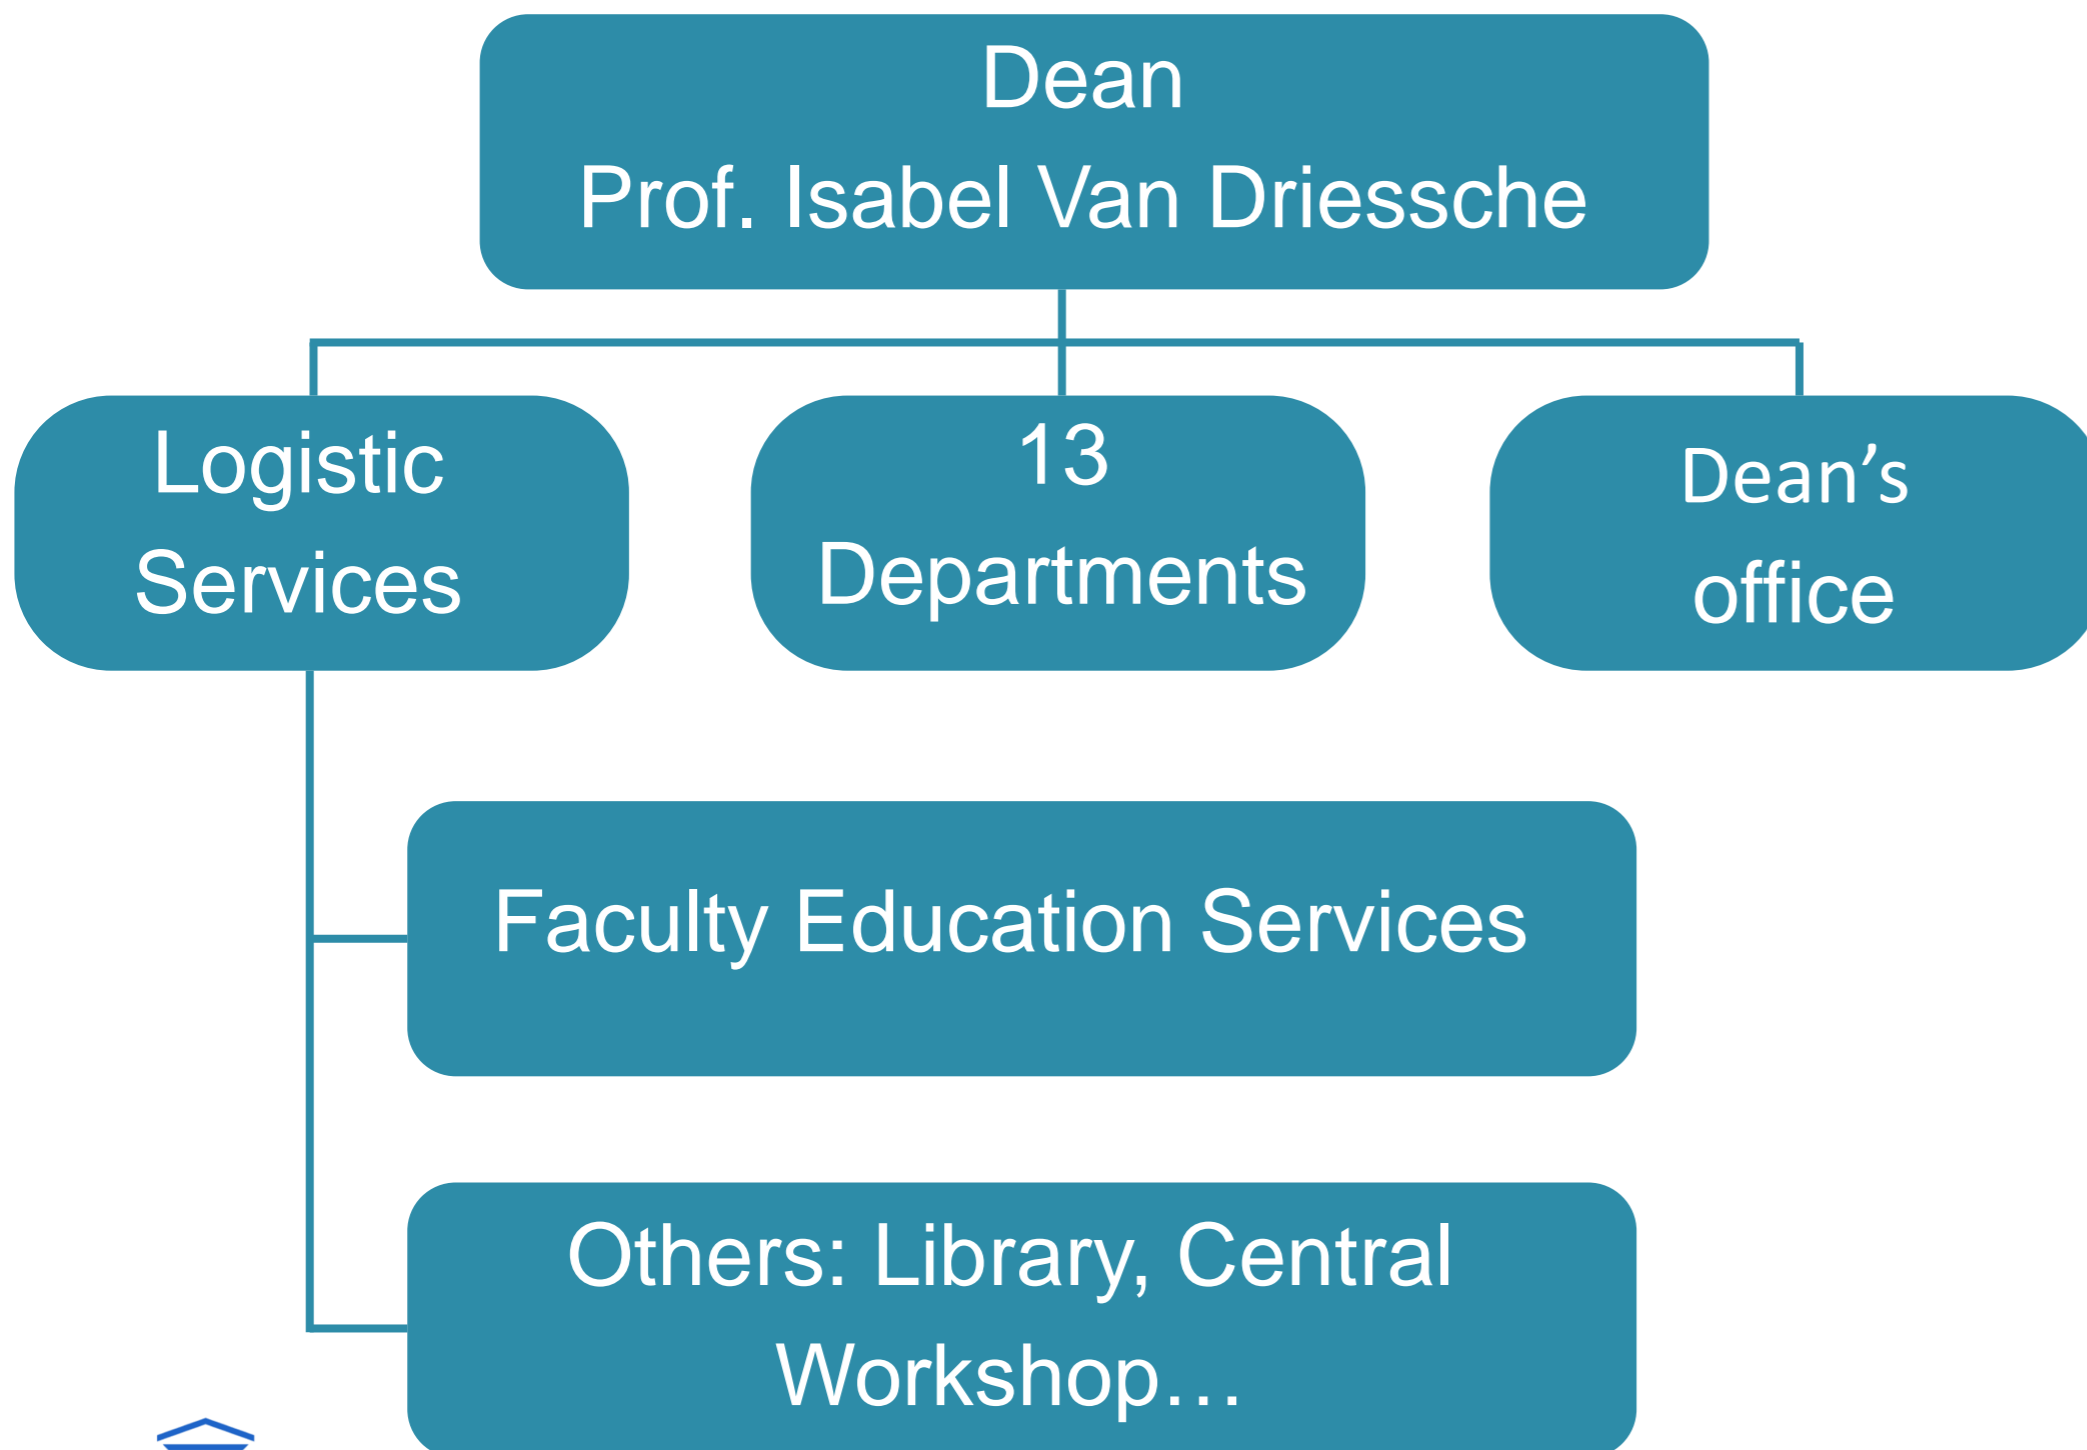 Dean
Prof. Isabel Van Driessche
Logistic
Services
13
Departments
Dean’s
office
Faculty Education Services
Others: Library, Central
Workshop…